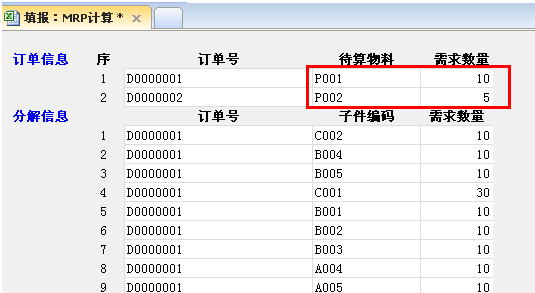 填报：MRP计算 *
订单信息 序 订单号 待算物料 需求数量
1 D0000001 P001 10
2 D0000002 P002 5
分解信息 订单号 子件编码 需求数量
1 D0000001 C002 10
2 D0000001 B004 10
3 D0000001 B005 10
4 D0000001 C001 30
5 D0000001 B001 10
6 D0000001 B002 10
7 D0000001 B003 10
8 D0000001 A004 10
9 D0000001 A005 10